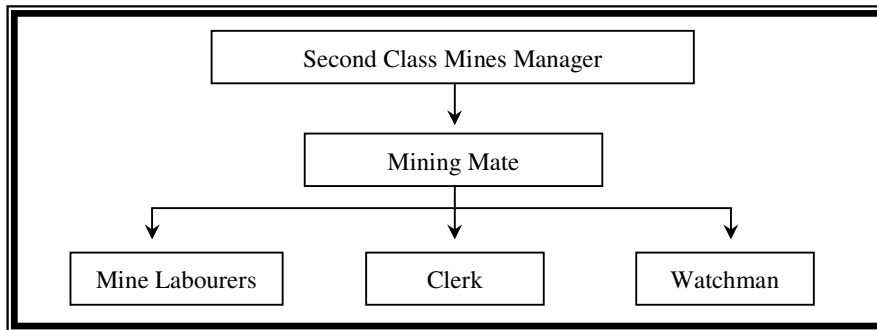 Second Class Mines Manager
Mining Mate
Mine Labourers
Clerk
Watchman